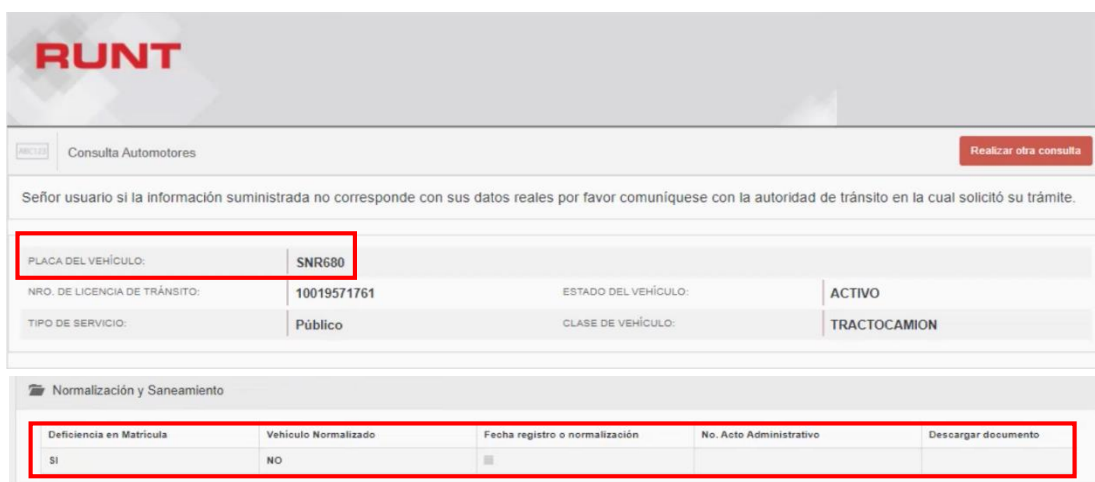 RUNT
ABC123 Consulta Automotores Realizar otra consulta
Señor usuario si la información suministrada no corresponde con sus datos reales por favor comuníquese con la autoridad de tránsito en la cual solicitó su trámite.
PLACA DEL VEHÍCULO: SNR680
NRO. DE LICENCIA DE TRÁNSITO: 10019571761 ESTADO DEL VEHÍCULO: ACTIVO
TIPO DE SERVICIO: Público CLASE DE VEHÍCULO: TRACTOCAMION
Normalización y Saneamiento
Deficiencia en Matricula Vehiculo Normalizado Fecha registro o normalización No. Acto Administrativo Descargar documento
SI NO